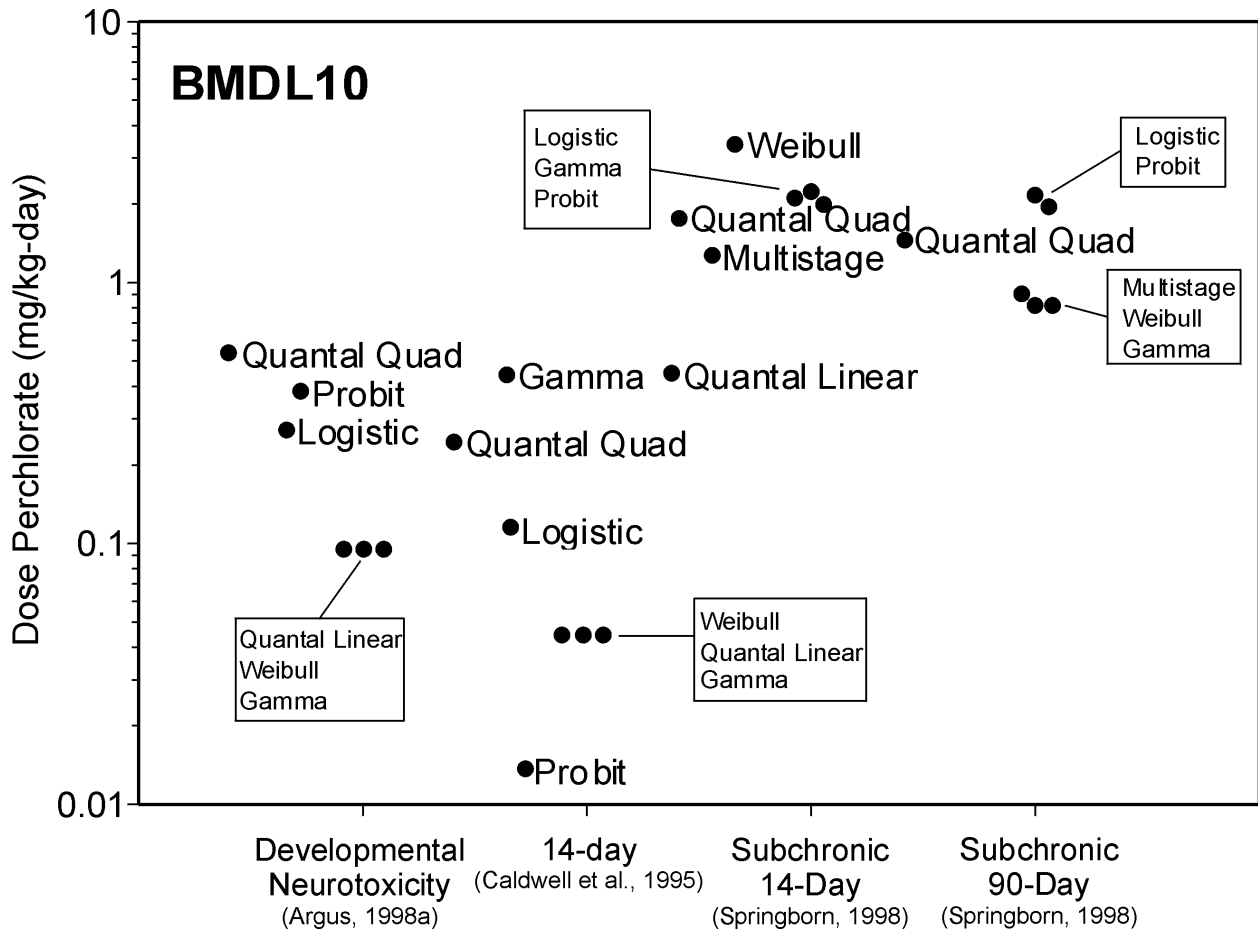 10
BMDL10
Logistic
Gamma
Probit
Weibull
Logistic
Probit
Quantal Quad
Quantal Quad
Multistage
1
Multistage
Weibull
Gamma
Dose Perchlorate (mg/kg-day)
Quantal Quad
Probit
Logistic
Gamma
Quantal Linear
Quantal Quad
Logistic
0.1
Quantal Linear
Weibull
Gamma
Weibull
Quantal Linear
Gamma
Probit
0.01
Developmental
Neurotoxicity
(Argus, 1998a)
14-day
(Caldwell et al., 1995)
Subchronic
14-Day
(Springborn, 1998)
Subchronic
90-Day
(Springborn, 1998)